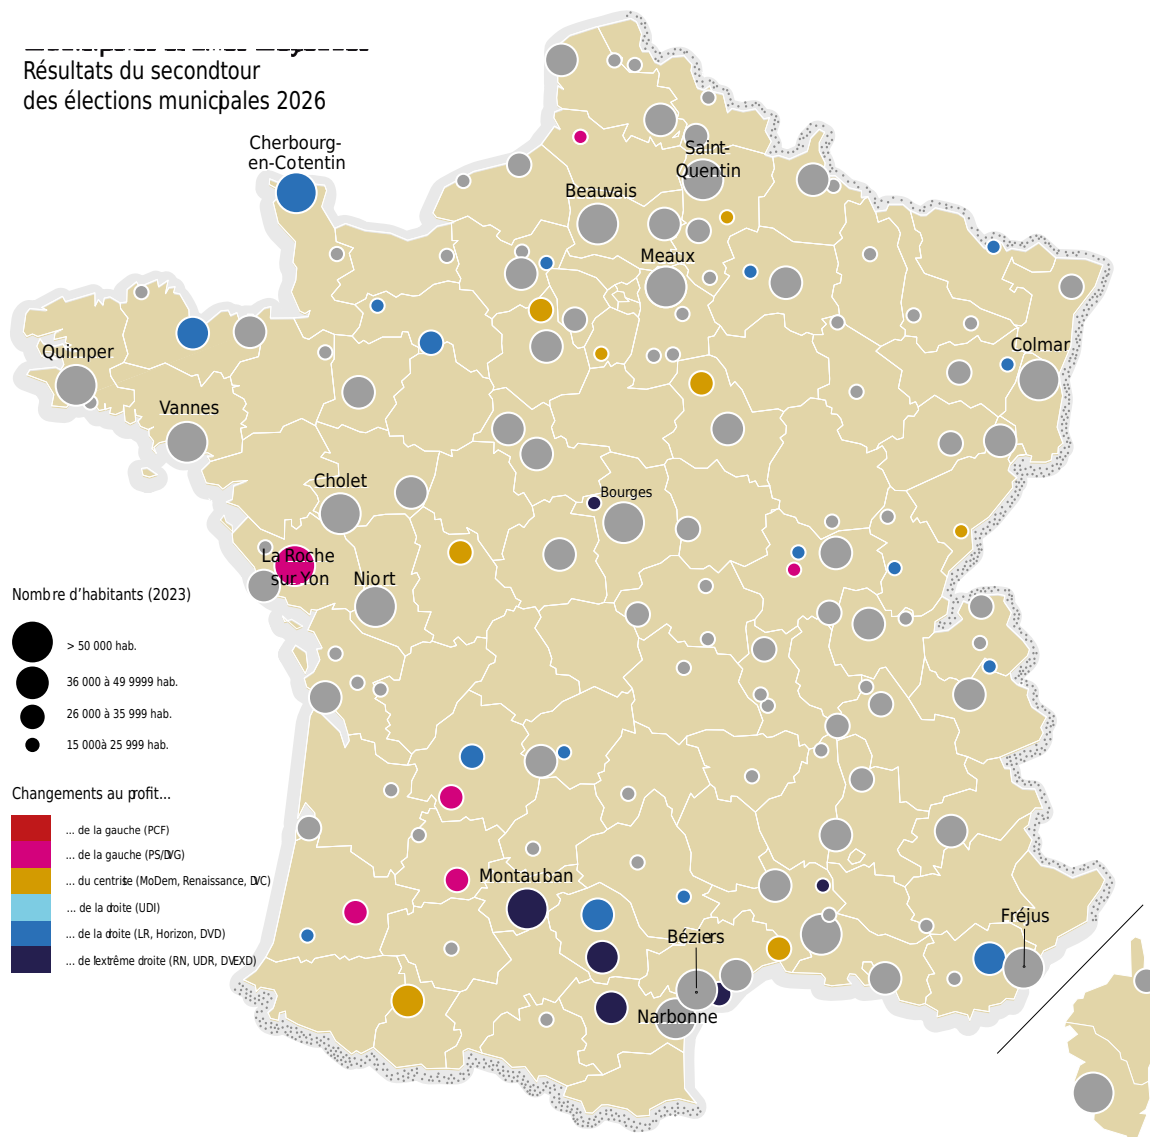 Résultats du secondtour
des élections municipales 2026
Cherbourg-
en-Cotentin
Saint-
Quentin
Beauvais
Meaux
Quimper
Colmar
Vannes
Cholet
Bourges
La Roche
sur Yon
Niort
Nombre d'habitants (2023)
> 50 000 hab.
36 000 à 49 9999 hab.
26 000 à 35 999 hab.
15 000à 25 999 hab.
Changements au profit...
... de la gauche (PCF)
... de la gauche (PS/DVG)
... du centriste (MoDem, Renaissance, DVC)
... de la droite (UDI)
... de la droite (LR, Horizon, DVD)
... de l'extrême droite (RN, UDR, DVEXD)
Montauban
Béziers
Fréjus
Narbonne